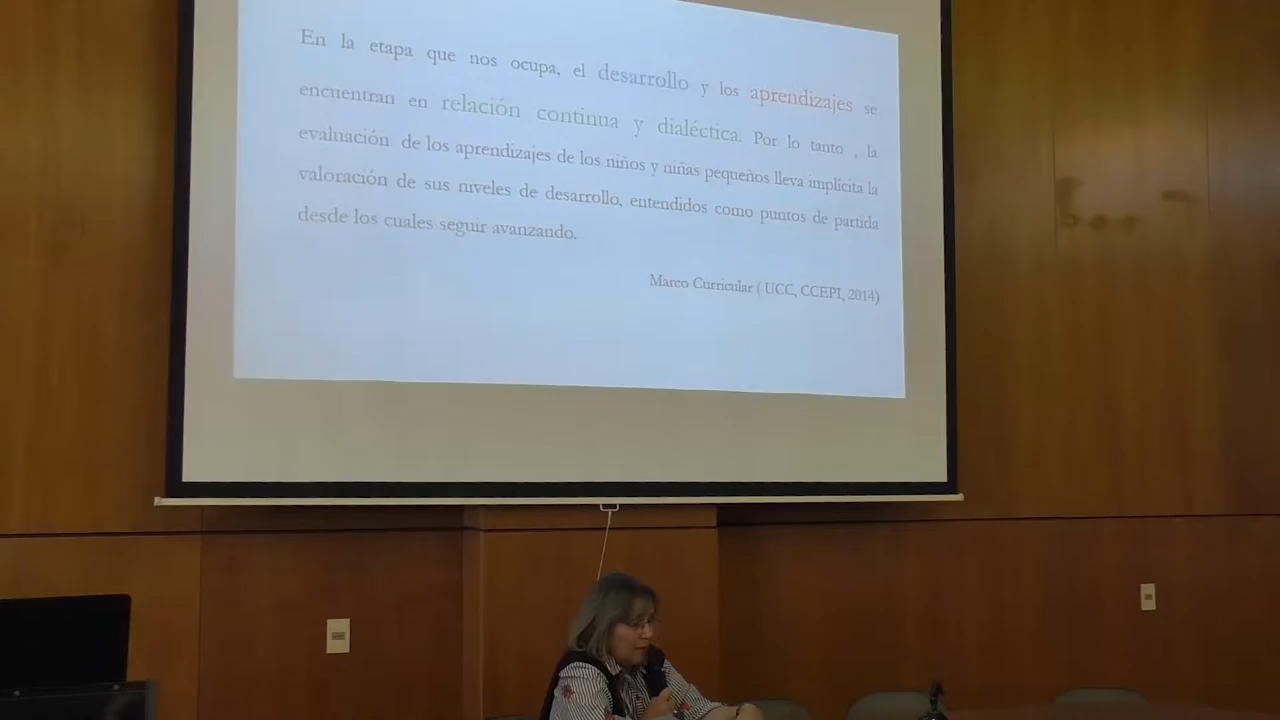 En la etapa que nos ocupa, el desarrollo y los aprendizajes se
encuentran en relación continua y dialéctica. Por lo tanto , la
evaluación de los aprendizajes de los niños y niñas pequeños lleva implícita la
valoración de sus niveles de desarrollo, entendidos como puntos de partida
desde los cuales seguir avanzando.
Marco Curricular ( UCC, CCEPI, 2014)